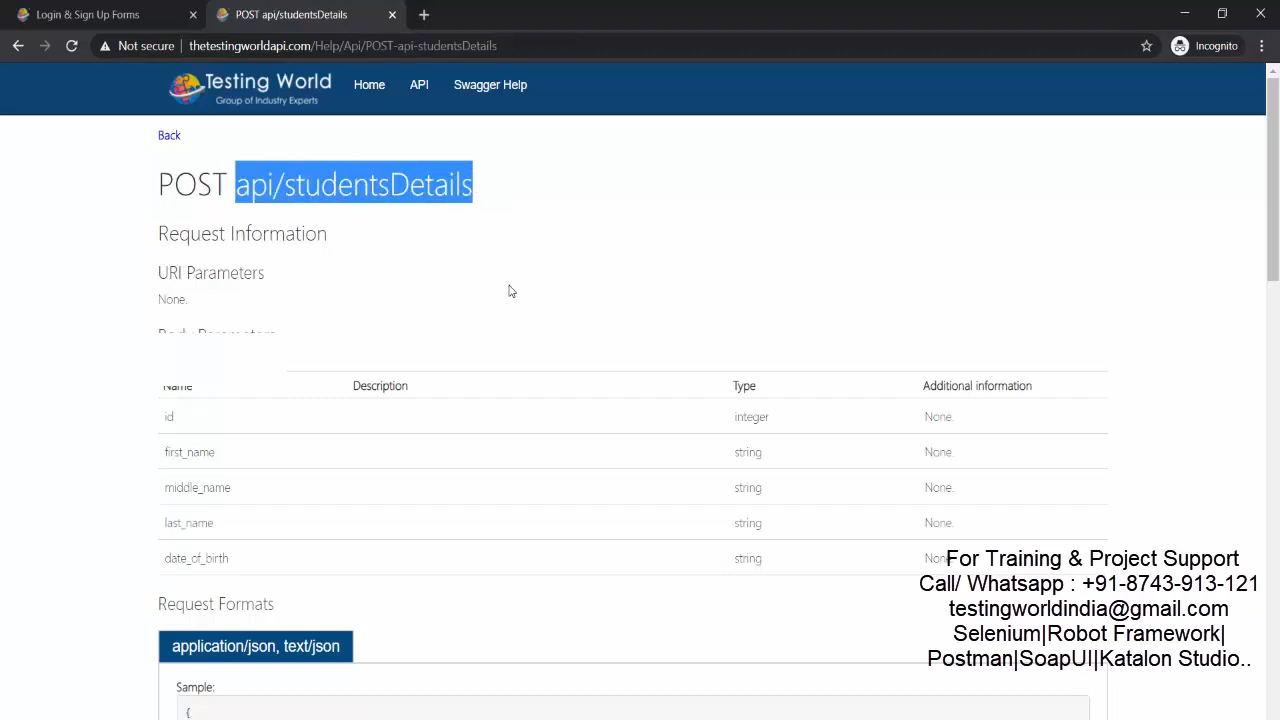 Login & Sign Up Forms
POST api/studentsDetails
Not secure
thetestingworldapi.com/Help/Api/POST-api-studentsDetails
Incognito
Testing World
Group of Industry Experts
Home
API
Swagger Help
Back
POST api/studentsDetails
Request Information
URI Parameters
None.
Body Parameters
Name Description Type Additional information
id integer None.
first_name string None.
middle_name string None.
last_name string None.
date_of_birth string None.
For Training & Project Support
Call/ Whatsapp : +91-8743-913-121
testingworldindia@gmail.com
Selenium|Robot Framework|
Postman|SoapUI|Katalon Studio..
Request Formats
application/json, text/json
Sample:
{